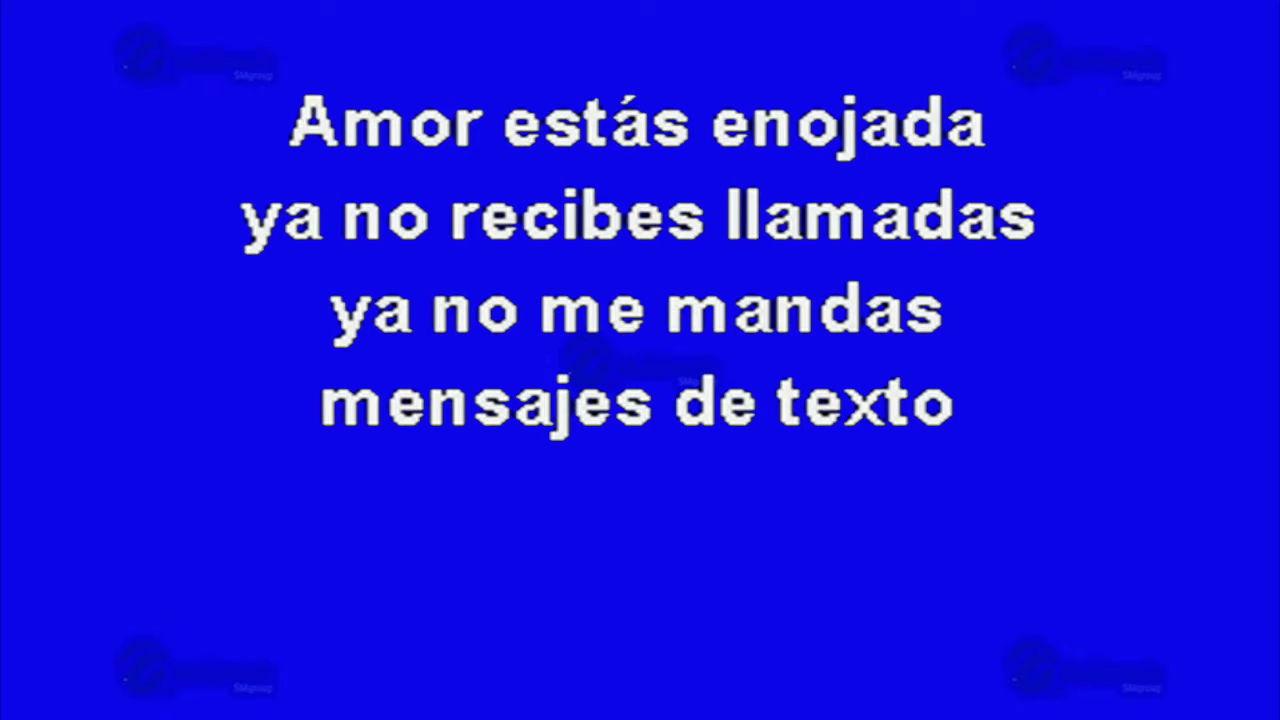 Amor estás enojada
ya no recibes llamadas
ya no me mandas
mensajes de texto